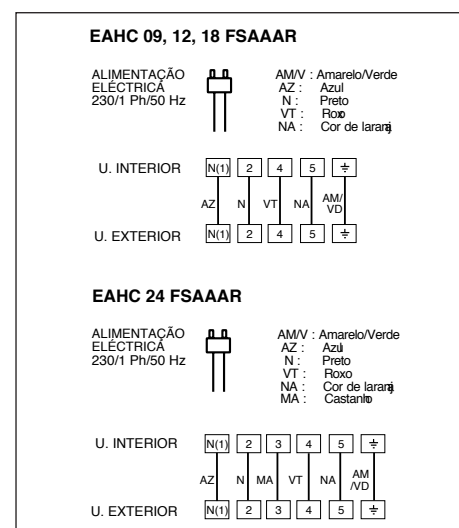 EAHC 09, 12, 18 FSAAAR
ALIMENTAÇÃO
ELÉCTRICA
230/1 Ph/50 Hz
AM/V : Amarelo/Verde
AZ : Azul
N : Preto
VT : Roxo
NA : Cor de laranja
U. INTERIOR N(1) 2 4 5 ⏚
AZ N VT NA AM/
VD
U. EXTERIOR N(1) 2 4 5 ⏚
EAHC 24 FSAAAR
ALIMENTAÇÃO
ELÉCTRICA
230/1 Ph/50 Hz
AM/V : Amarelo/Verde
AZ : Azul
N : Preto
VT : Roxo
NA : Cor de laranja
MA : Castanho
U. INTERIOR N(1) 2 3 4 5 ⏚
AZ N MA VT NA AM
/VD
U. EXTERIOR N(1) 2 3 4 5 ⏚